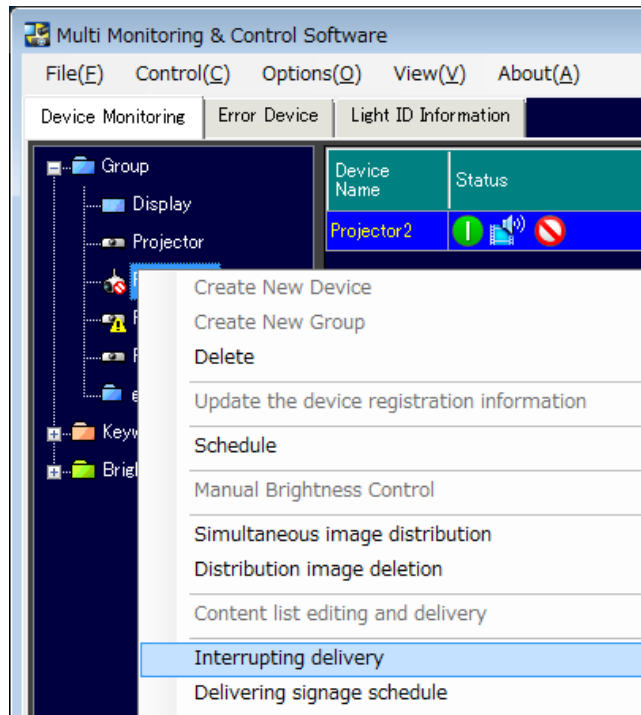 Multi Monitoring & Control Software
File(F) Control(C) Options(O) View(V) About(A)
Device Monitoring Error Device Light ID Information
Group
Display
Projector
Device Name
Status
Projector2
Create New Device
Create New Group
Delete
Update the device registration information
Schedule
Manual Brightness Control
Simultaneous image distribution
Distribution image deletion
Content list editing and delivery
Interrupting delivery
Delivering signage schedule